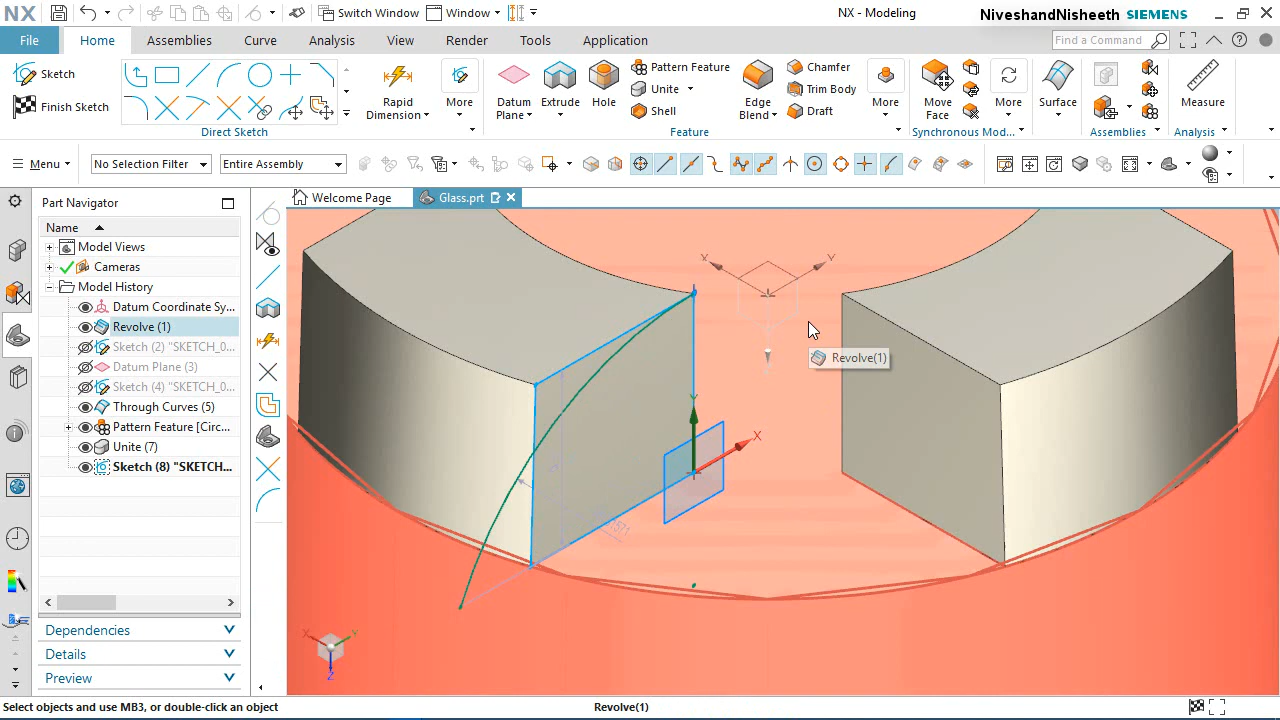 NX
Switch Window
Window
NX - Modeling
NiveshandNisheeth SIEMENS
File
Home
Assemblies
Curve
Analysis
View
Render
Tools
Application
Find a Command
Sketch
Finish Sketch
Direct Sketch
Rapid
Dimension
More
Datum
Plane
Extrude
Hole
Pattern Feature
Unite
Shell
Edge
Blend
Chamfer
Trim Body
Draft
More
Feature
Move
Face
More
Synchronous Mod...
Surface
Assemblies
Measure
Analysis
Menu
No Selection Filter
Entire Assembly
Part Navigator
Welcome Page
Glass.prt
Name
Model Views
Cameras
Model History
Datum Coordinate Sy...
Revolve (1)
Sketch (2) "SKETCH_0...
Datum Plane (3)
Sketch (4) "SKETCH_0...
Through Curves (5)
Pattern Feature [Circ...
Unite (7)
Sketch (8) "SKETCH...
Dependencies
Details
Preview
X
Y
Revolve(1)
Y
X
X
Y
Z
Select objects and use MB3, or double-click an object
Revolve(1)